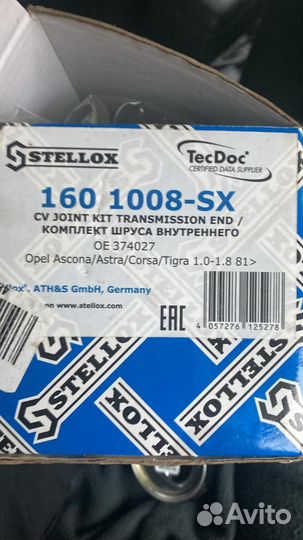 STELLOX
TecDoc
CERTIFIED DATA SUPPLIER
160 1008-SX
CV JOINT KIT TRANSMISSION END /
КОМПЛЕКТ ШРУСА ВНУТРЕННЕГО
OE 374027
Opel Ascona/Astra/Corsa/Tigra 1.0-1.8 81>
ATH&S GmbH, Germany
www.stellox.com
EAC
4 057276 125278
STELLOX
STELLOX
STELLOX
Avito